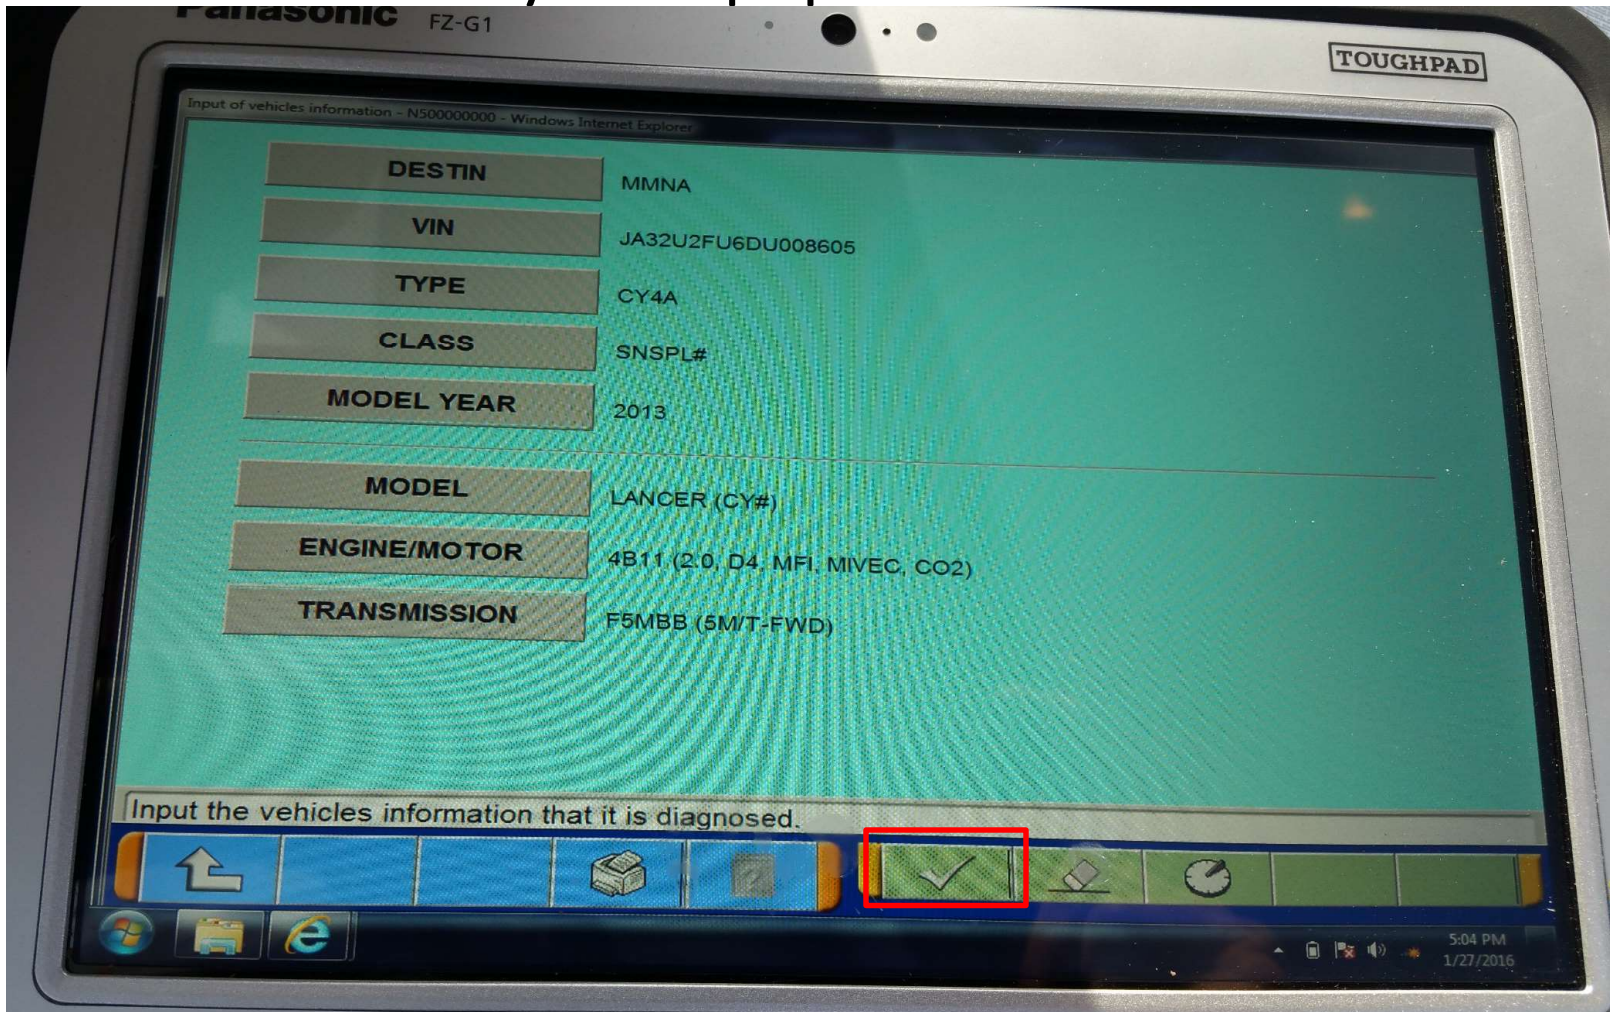 Panasonic FZ-G1
TOUGHPAD
Input of vehicles information - N500000000 - Windows Internet Explorer
DESTIN MMNA
VIN JA32U2FU6DU008605
TYPE CY4A
CLASS SNSPL#
MODEL YEAR 2013
MODEL LANCER (CY#)
ENGINE/MOTOR 4B11 (2.0, D4, MFI, MIVEC, CO2)
TRANSMISSION F5MBB (5M/T-FWD)
Input the vehicles information that it is diagnosed.
5:04 PM
1/27/2016